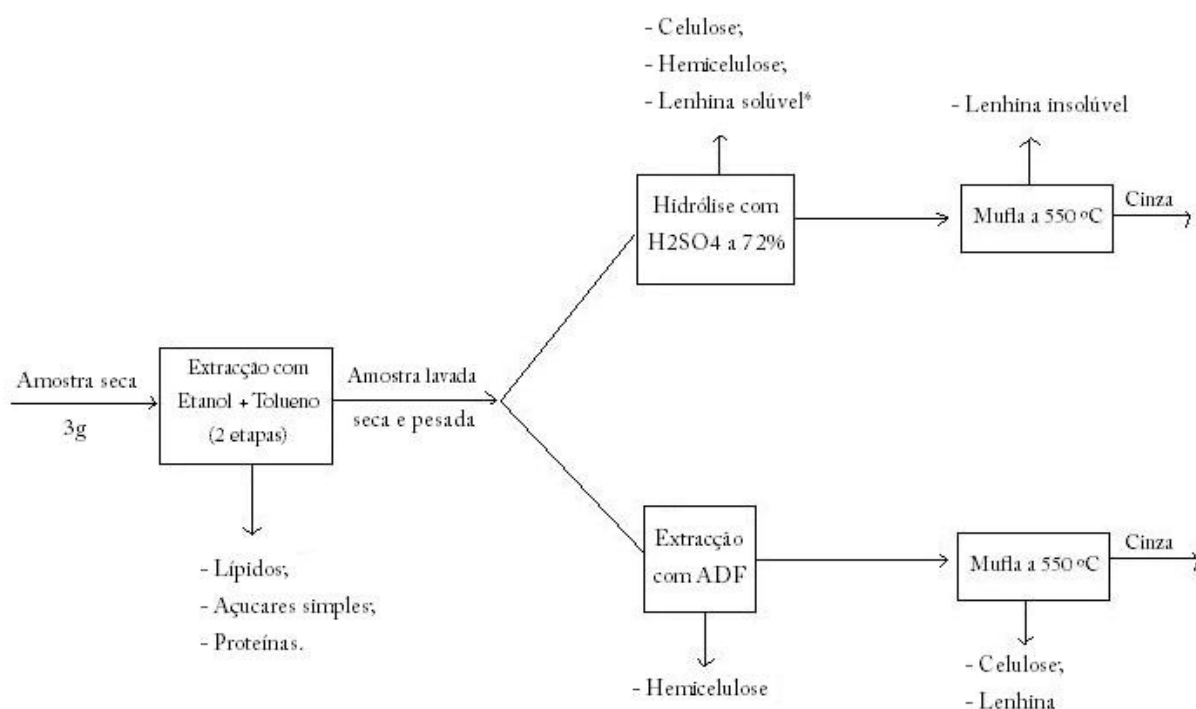 - Celulose;
- Hemicelulose;
- Lenhina solúvel*
- Lenhina insolúvel
Hidrólise com
H2SO4 a 72%
Mufla a 550 ºC
Cinza
Amostra seca
3g
Extracção com
Etanol + Tolueno
(2 etapas)
Amostra lavada
seca e pesada
- Lípidos;
- Açucares simples;
- Proteínas.
Extracção
com ADF
Mufla a 550 ºC
Cinza
- Hemicelulose
- Celulose;
- Lenhina